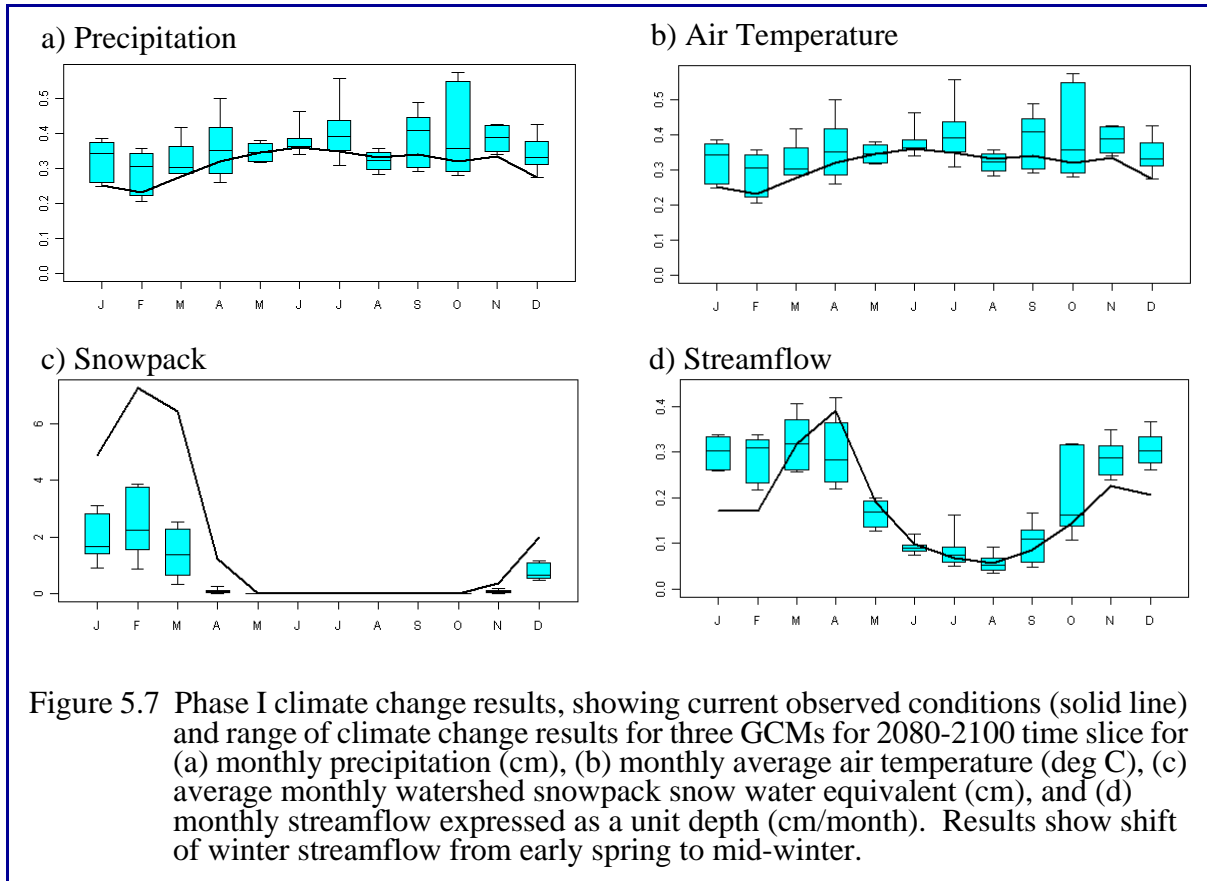 a) Precipitation
0.0 0.1 0.2 0.3 0.4 0.5
J F M A M J J A S O N D
b) Air Temperature
0.0 0.1 0.2 0.3 0.4 0.5
J F M A M J J A S O N D
c) Snowpack
0 2 4 6
J F M A M J J A S O N D
d) Streamflow
0.0 0.1 0.2 0.3 0.4
J F M A M J J A S O N D
Figure 5.7 Phase I climate change results, showing current observed conditions (solid line)
and range of climate change results for three GCMs for 2080-2100 time slice for
(a) monthly precipitation (cm), (b) monthly average air temperature (deg C), (c)
average monthly watershed snowpack snow water equivalent (cm), and (d)
monthly streamflow expressed as a unit depth (cm/month). Results show shift
of winter streamflow from early spring to mid-winter.